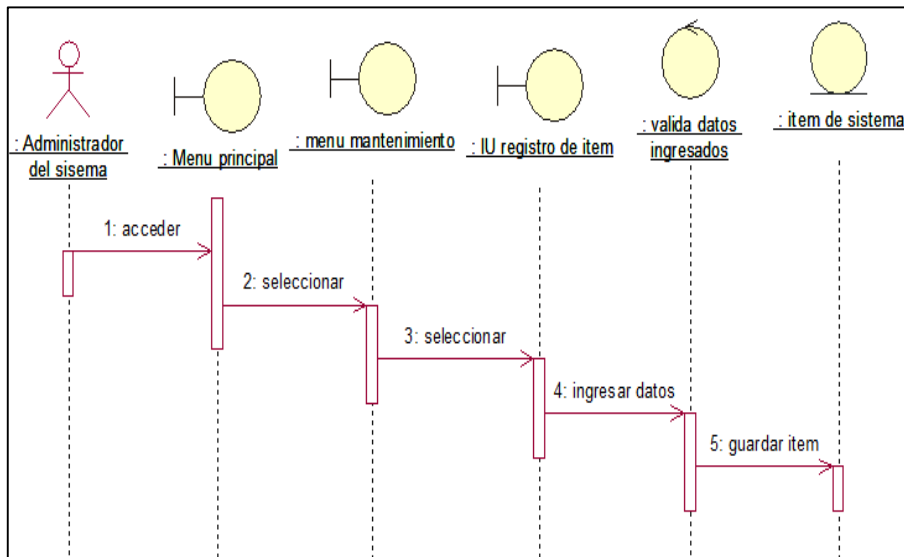 : Administrador
del sisema
: Menu principal
: menu mantenimiento
: IU registro de item
: valida datos
ingresados
: item de sistema
1: acceder
2: seleccionar
3: seleccionar
4: ingresar datos
5: guardar item